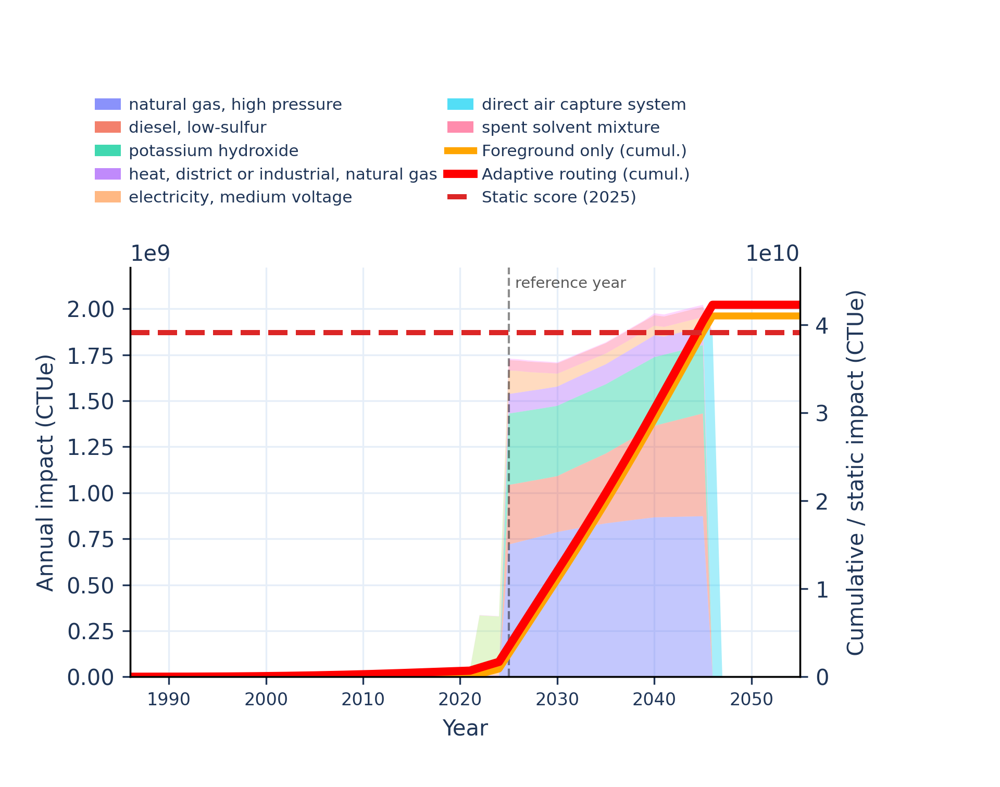 natural gas, high pressure
diesel, low-sulfur
potassium hydroxide
heat, district or industrial, natural gas
electricity, medium voltage
direct air capture system
spent solvent mixture
Foreground only (cumul.)
Adaptive routing (cumul.)
Static score (2025)
1e9
1e10
reference year
2.00
1.75
1.50
1.25
1.00
0.75
0.50
0.25
0.00
Annual impact (CTUe)
4
3
2
1
0
Cumulative / static impact (CTUe)
1990
2000
2010
2020
2030
2040
2050
Year